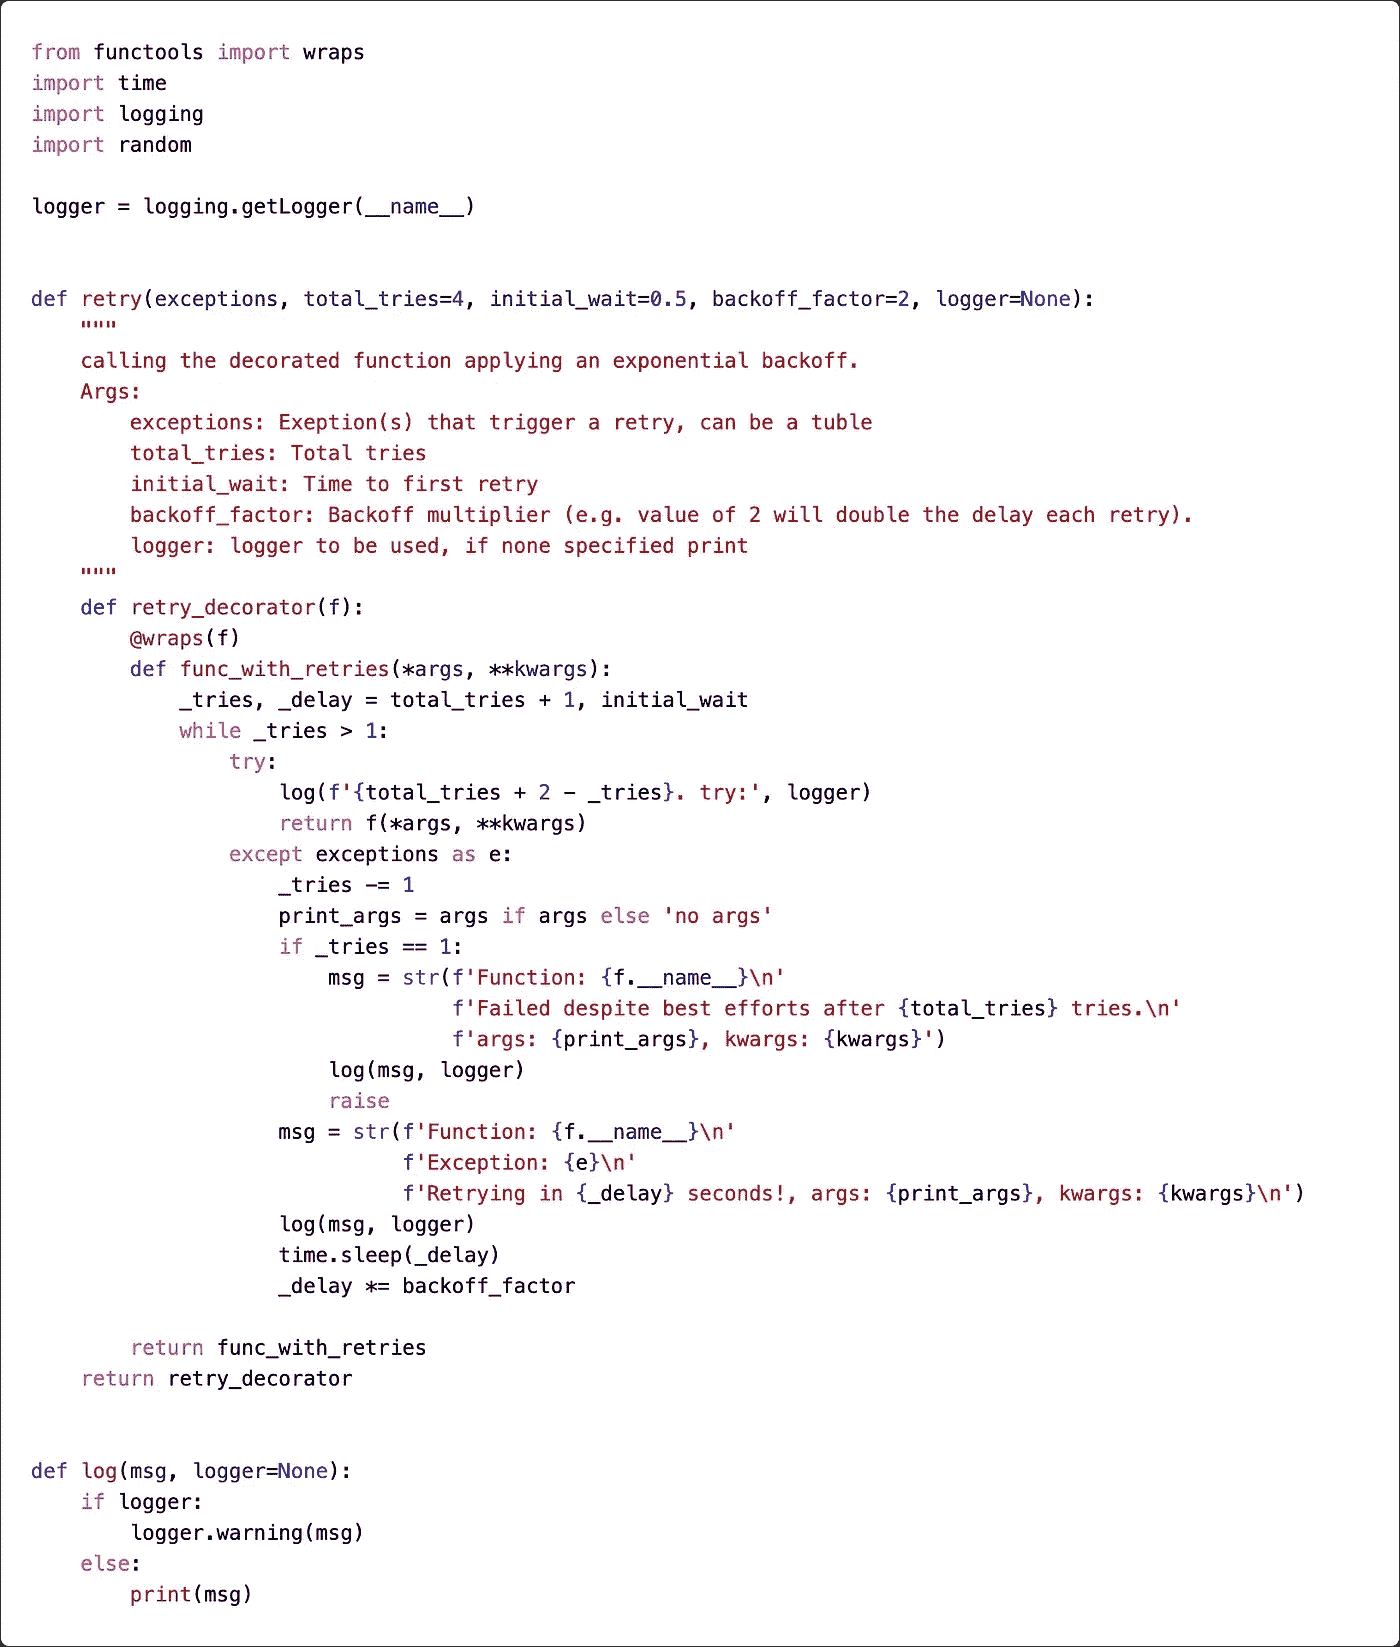 from functools import wraps
import time
import logging
import random

logger = logging.getLogger(__name__)


def retry(exceptions, total_tries=4, initial_wait=0.5, backoff_factor=2, logger=None):
    """
    calling the decorated function applying an exponential backoff.
    Args:
        exceptions: Exeption(s) that trigger a retry, can be a tuble
        total_tries: Total tries
        initial_wait: Time to first retry
        backoff_factor: Backoff multiplier (e.g. value of 2 will double the delay each retry).
        logger: logger to be used, if none specified print
    """
    def retry_decorator(f):
        @wraps(f)
        def func_with_retries(*args, **kwargs):
            _tries, _delay = total_tries + 1, initial_wait
            while _tries > 1:
                try:
                    log(f'{total_tries + 2 - _tries}. try:', logger)
                    return f(*args, **kwargs)
                except exceptions as e:
                    _tries -= 1
                    print_args = args if args else 'no args'
                    if _tries == 1:
                        msg = str(f'Function: {f.__name__}\n'
                                  f'Failed despite best efforts after {total_tries} tries.\n'
                                  f'args: {print_args}, kwargs: {kwargs}')
                        log(msg, logger)
                        raise
                    msg = str(f'Function: {f.__name__}\n'
                              f'Exception: {e}\n'
                              f'Retrying in {_delay} seconds!, args: {print_args}, kwargs: {kwargs}\n')
                    log(msg, logger)
                    time.sleep(_delay)
                    _delay *= backoff_factor

        return func_with_retries
    return retry_decorator


def log(msg, logger=None):
    if logger:
        logger.warning(msg)
    else:
        print(msg)